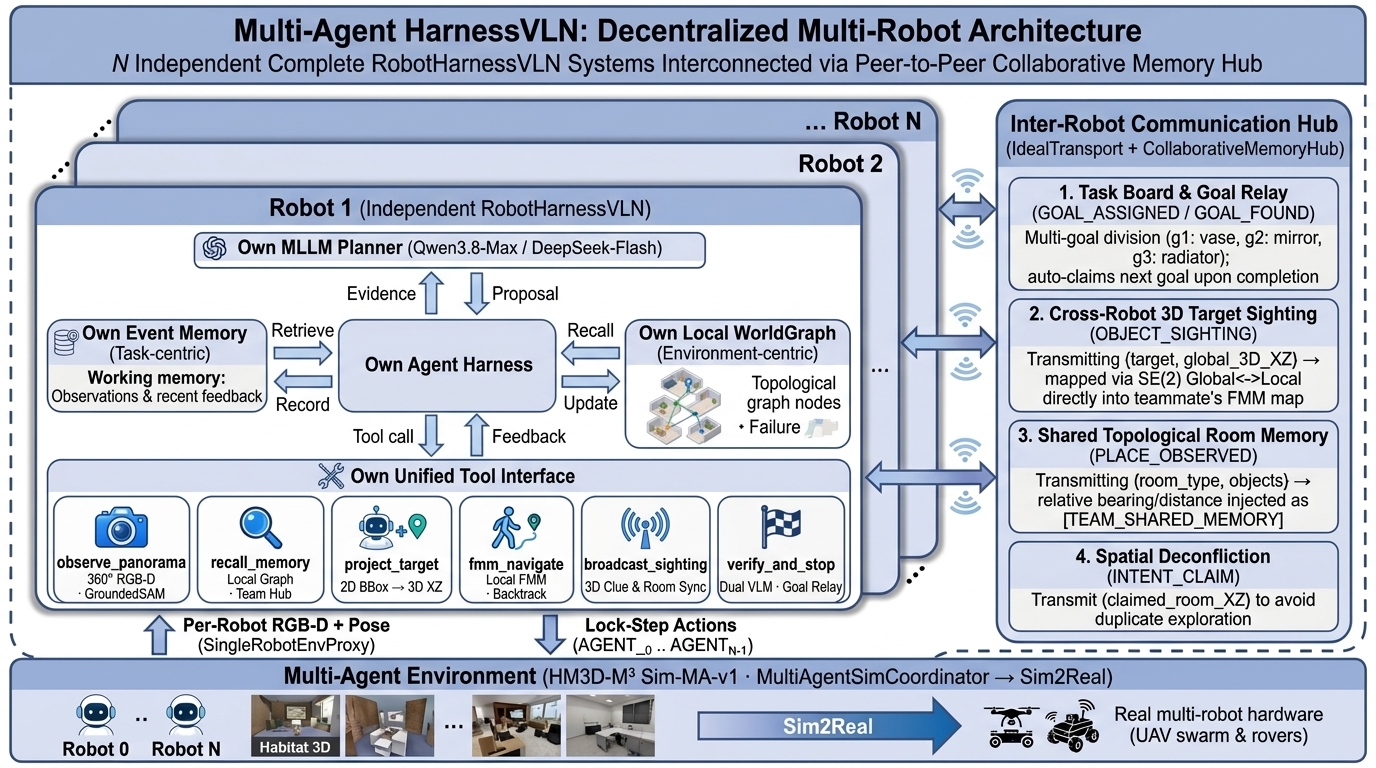 Multi-Agent HarnessVLN: Decentralized Multi-Robot Architecture
N Independent Complete RobotHarnessVLN Systems Interconnected via Peer-to-Peer Collaborative Memory Hub
... Robot N
Robot 2
Robot 1 (Independent RobotHarnessVLN)
Own MLLM Planner (Qwen3.8-Max / DeepSeek-Flash)
Evidence
Proposal
Own Event Memory
(Task-centric)
Working memory:
Observations & recent feedback
Retrieve
Record
Own Agent Harness
Recall
Update
Own Local WorldGraph
(Environment-centric)
Topological
graph nodes
· Failure
Tool call
Feedback
Own Unified Tool Interface
observe_panorama
360° RGB-D
· GroundedSAM
recall_memory
Local Graph
· Team Hub
project_target
2D BBox → 3D XZ
fmm_navigate
Local FMM
· Backtrack
broadcast_sighting
3D Clue & Room Sync
verify_and_stop
Dual VLM · Goal Relay
...
Inter-Robot Communication Hub
(IdealTransport + CollaborativeMemoryHub)
1. Task Board & Goal Relay
(GOAL_ASSIGNED / GOAL_FOUND)
Multi-goal division (g1: vase, g2: mirror,
g3: radiator);
auto-claims next goal upon completion
2. Cross-Robot 3D Target Sighting
(OBJECT_SIGHTING)
Transmitting (target, global_3D_XZ) →
mapped via SE(2) Global<->Local
directly into teammate's FMM map
3. Shared Topological Room Memory
(PLACE_OBSERVED)
Transmitting (room_type, objects) →
relative bearing/distance injected as
[TEAM_SHARED_MEMORY]
4. Spatial Deconfliction
(INTENT_CLAIM)
Transmit (claimed_room_XZ) to avoid
duplicate exploration
Per-Robot RGB-D + Pose
(SingleRobotEnvProxy)
Lock-Step Actions
(AGENT_0 .. AGENT_N-1)
Multi-Agent Environment (HM3D-M³ Sim-MA-v1 · MultiAgentSimCoordinator → Sim2Real)
Robot 0
..
Robot N
Habitat 3D
...
Sim2Real
Real multi-robot hardware
(UAV swarm & rovers)